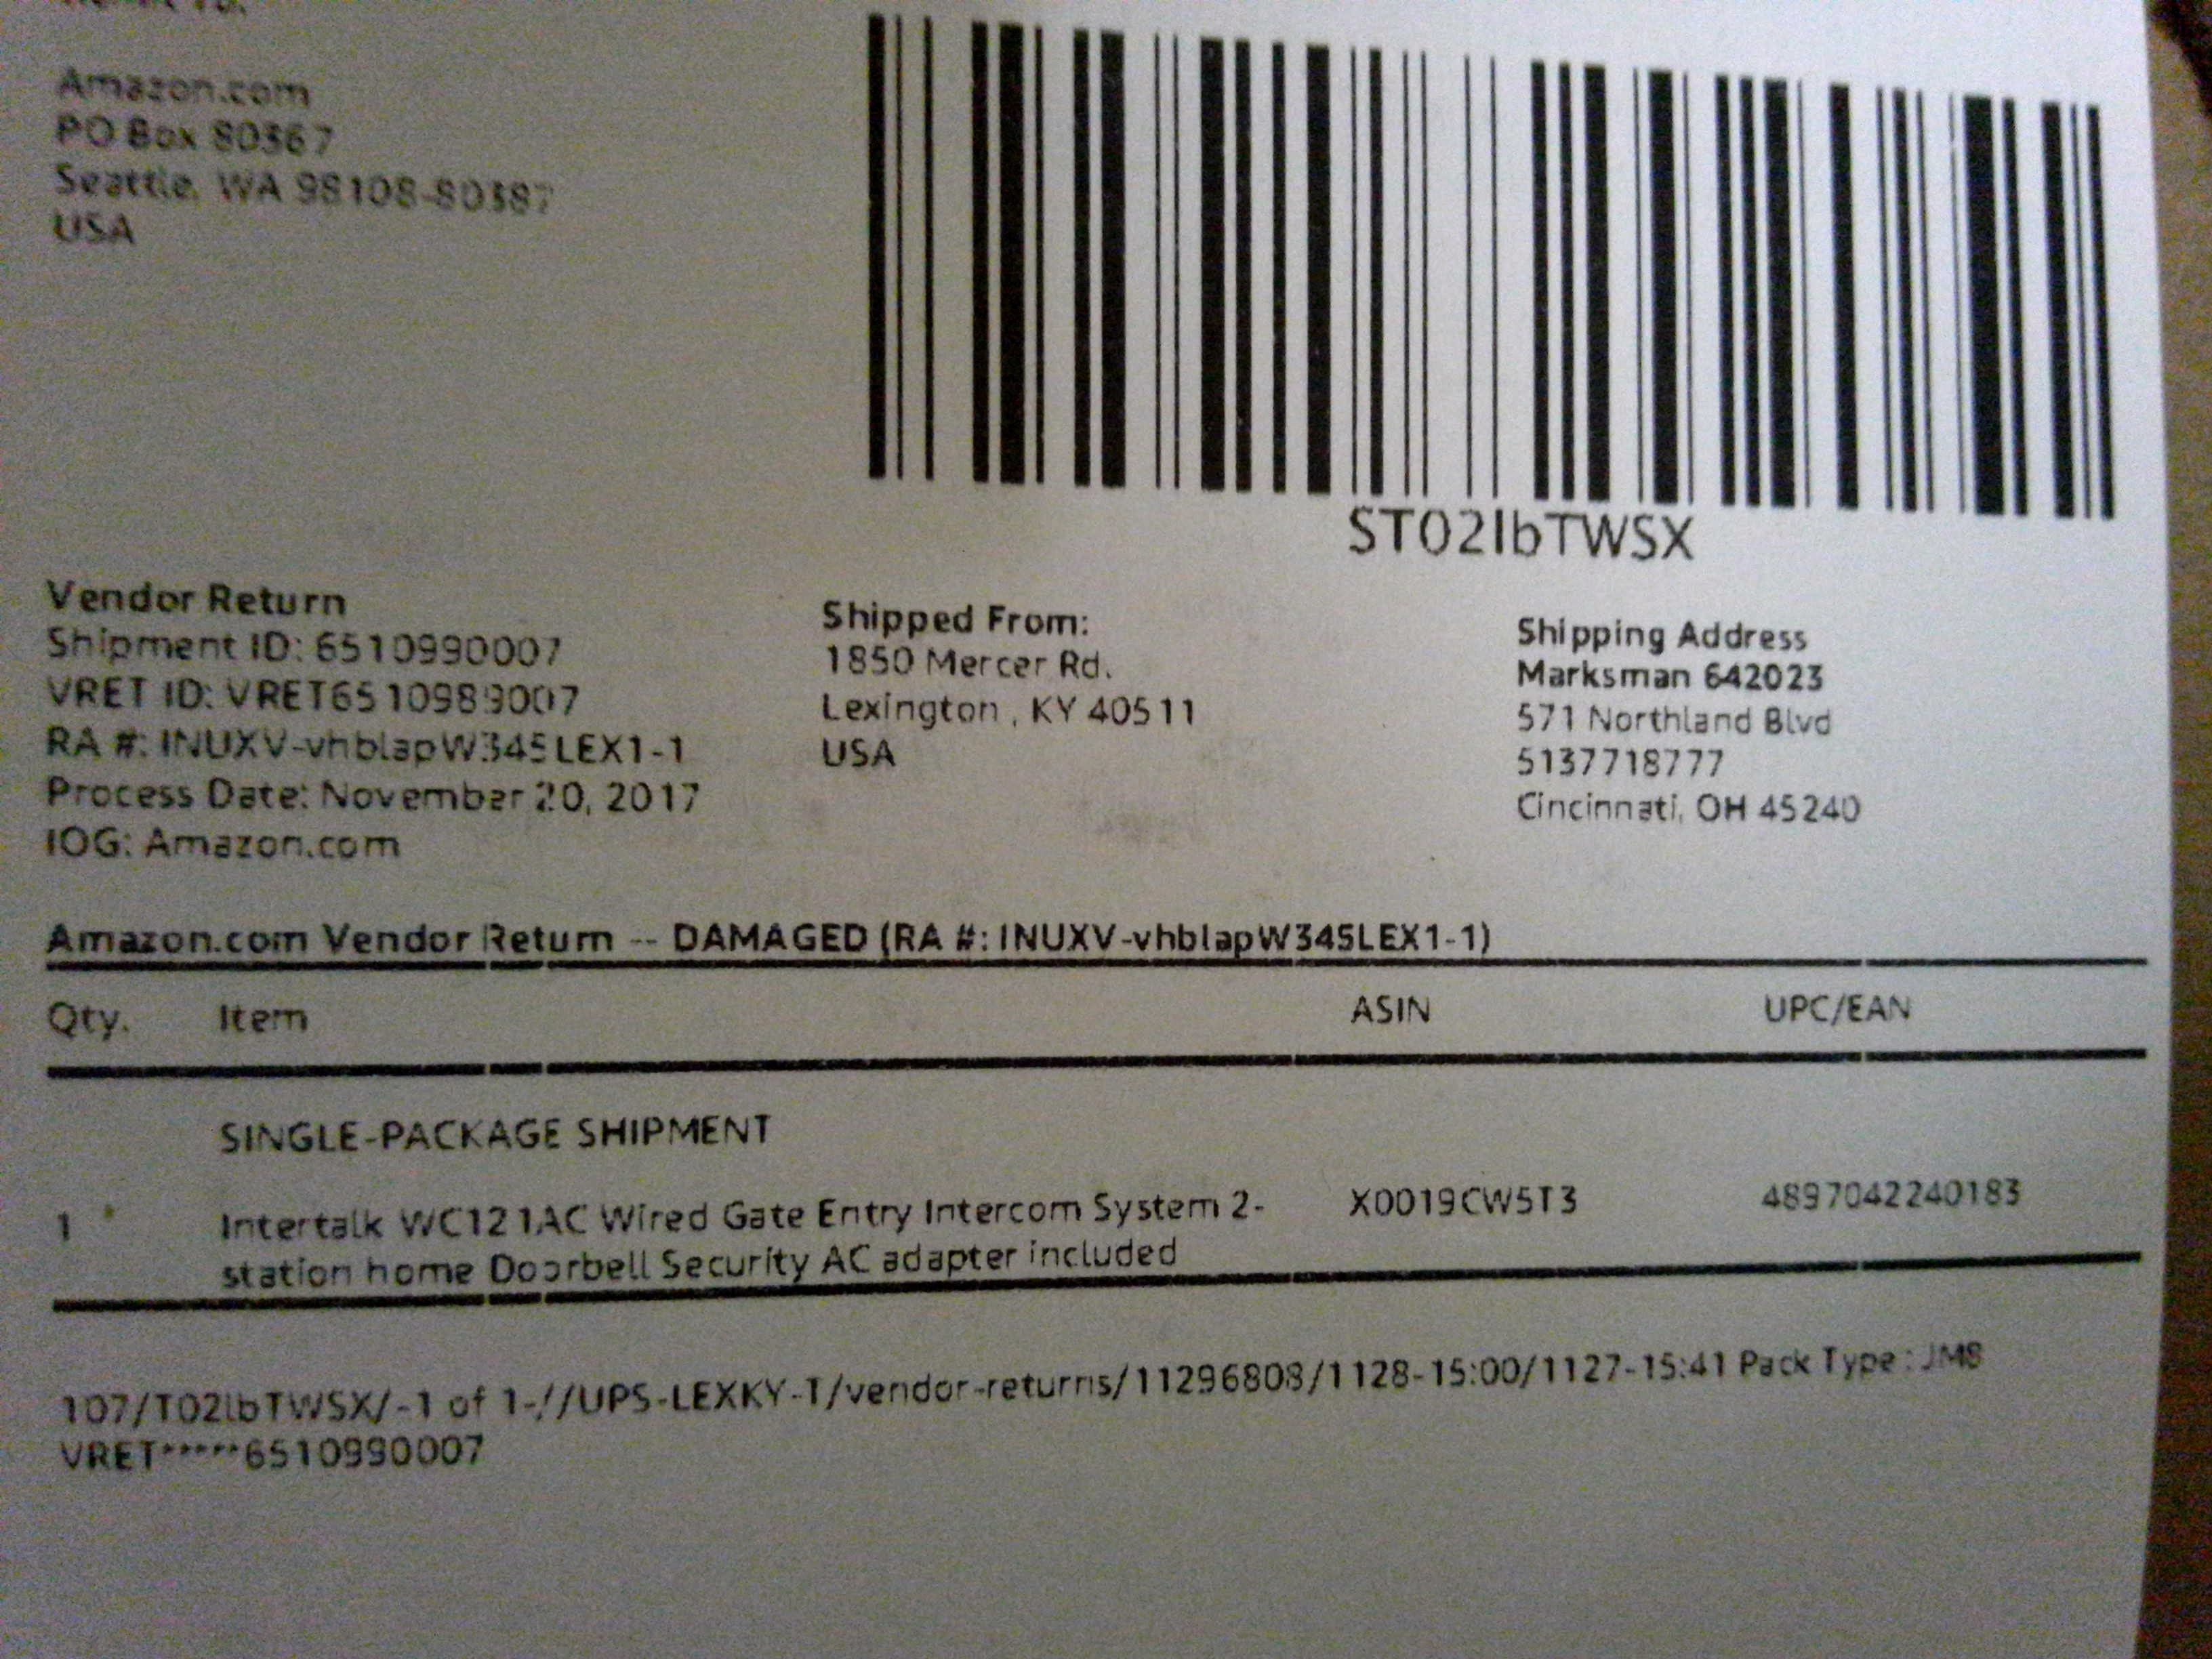 Amazon.com
PO Box 80367
Seattle, WA 98108-80387
USA
ST02lbTWSX
Vendor Return
Shipment ID: 6510990007
VRET ID: VRET6510989007
RA #: INUXV-vhblapW345LEX1-1
Process Date: November 20, 2017
IOG: Amazon.com
Shipped From:
1850 Mercer Rd.
Lexington , KY 40511
USA
Shipping Address
Marksman 642023
571 Northland Blvd
5137718777
Cincinnati, OH 45240
Amazon.com Vendor Return -- DAMAGED (RA #: INUXV-vhblapW345LEX1-1)
Qty. Item ASIN UPC/EAN
SINGLE-PACKAGE SHIPMENT
1 Intertalk WC121AC Wired Gate Entry Intercom System 2- X0019CW5T3 4897042240183
station home Doorbell Security AC adapter included
107/T02lbTWSX/-1 of 1-//UPS-LEXKY-T/vendor-returns/11296808/1128-15:00/1127-15:41 Pack Type : JM8
VRET*****6510990007